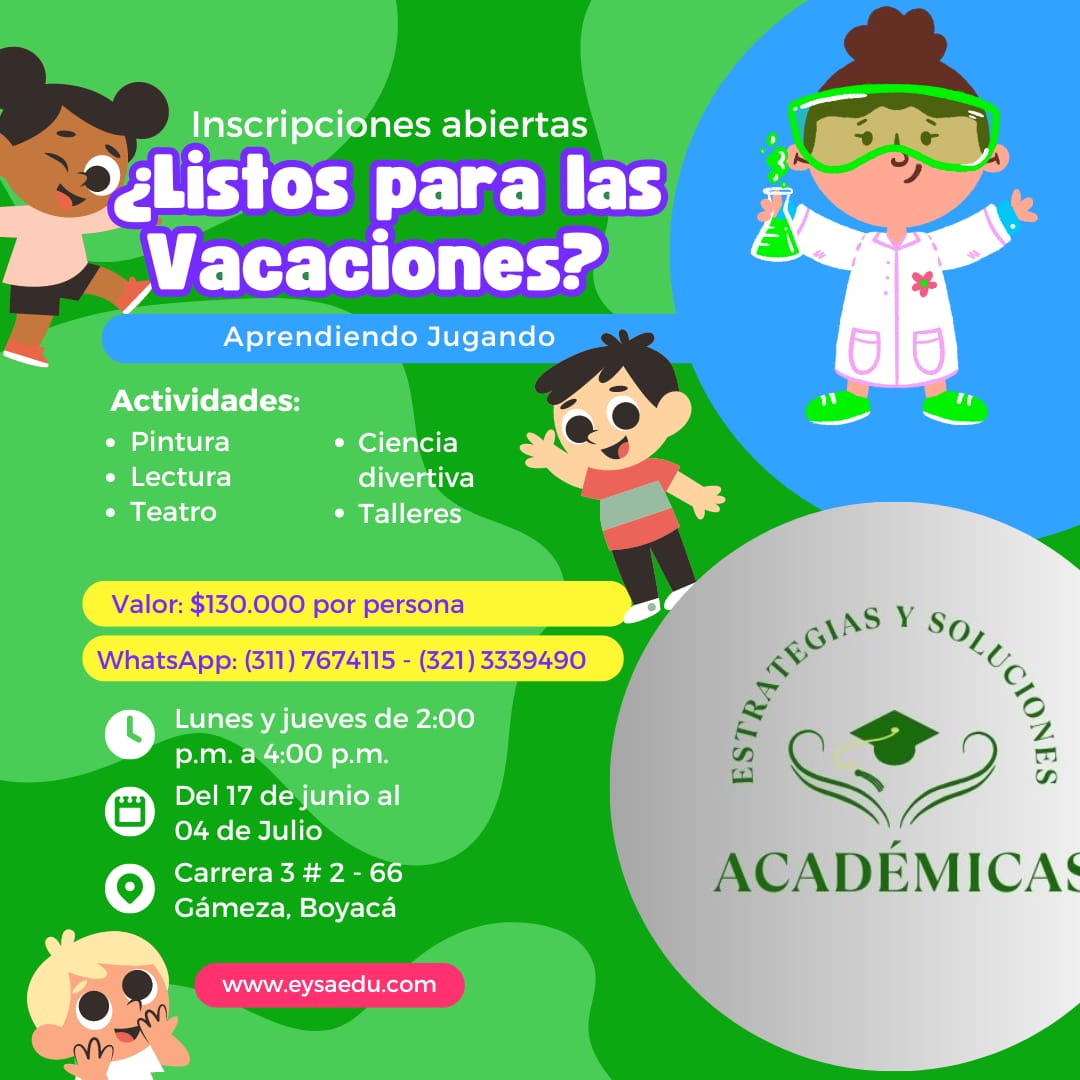 Inscripciones abiertas
¿Listos para las
Vacaciones?
Aprendiendo Jugando
Actividades:
• Pintura
• Lectura
• Teatro
• Ciencia
divertiva
• Talleres
Valor: $130.000 por persona
WhatsApp: (311) 7674115 - (321) 3339490
Lunes y jueves de 2:00
p.m. a 4:00 p.m.
Del 17 de junio al
04 de Julio
Carrera 3 # 2 - 66
Gámeza, Boyacá
www.eysaedu.com
ESTRATEGIAS Y SOLUCIONES
ACADÉMICAS